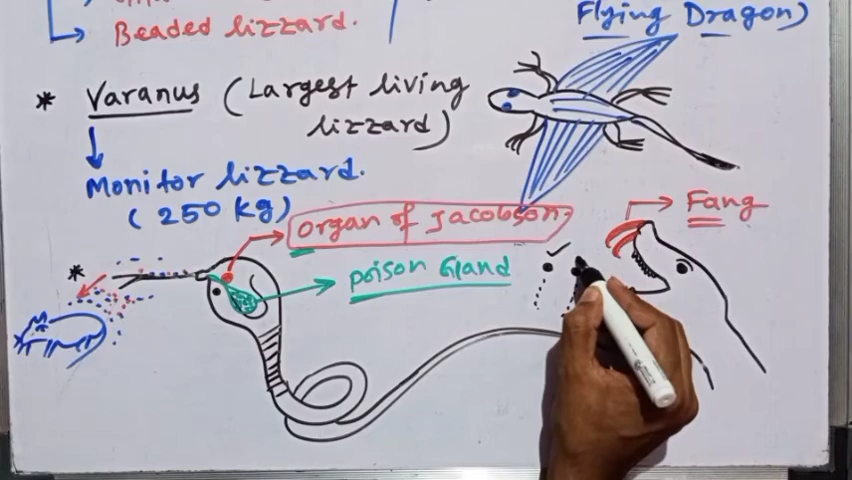 Beaded lizzard.
Flying Dragon)
* Varanus (Largest living
lizzard)
Monitor lizzard.
(250 kg)
organ of Jacobson,
Fang
*
poison Gland